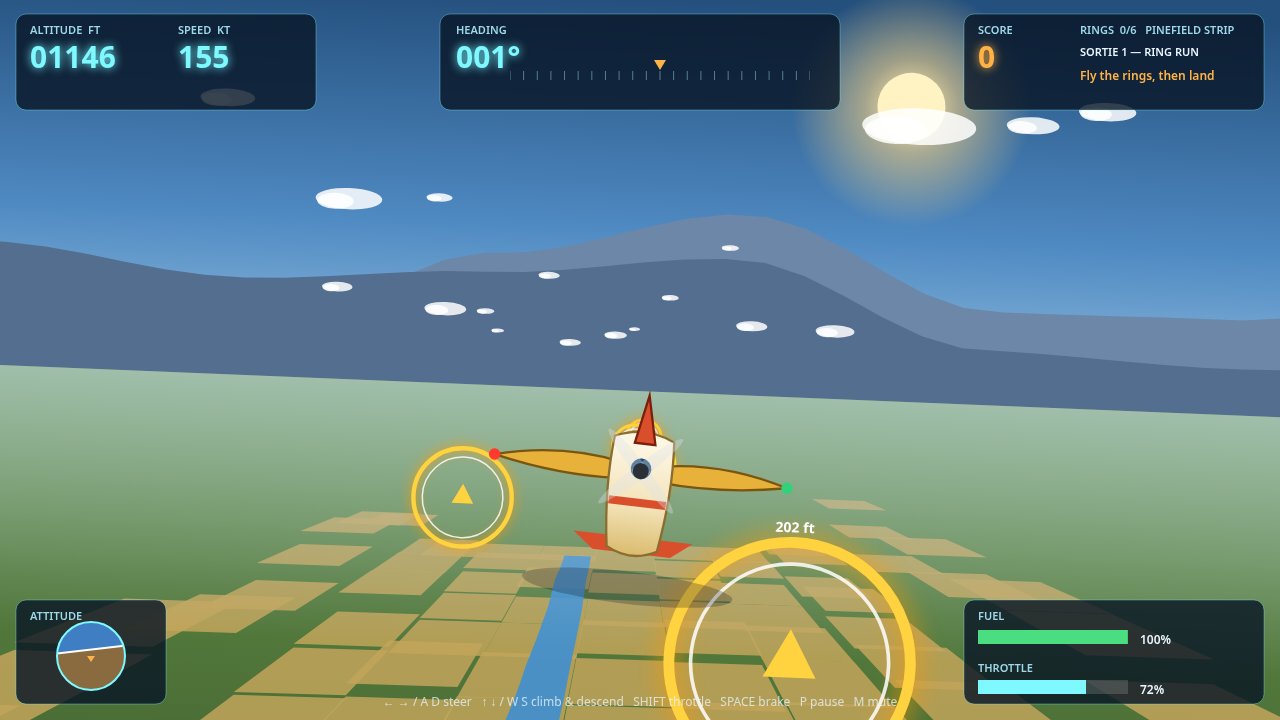 ALTITUDE FT
01146
SPEED KT
155
HEADING
001°
SCORE
0
RINGS 0/6 PINEFIELD STRIP
SORTIE 1 — RING RUN
Fly the rings, then land
202 ft
ATTITUDE
FUEL
100%
THROTTLE
72%
← → / A D steer ↑ ↓ / W S climb & descend SHIFT throttle SPACE brake P pause M mute